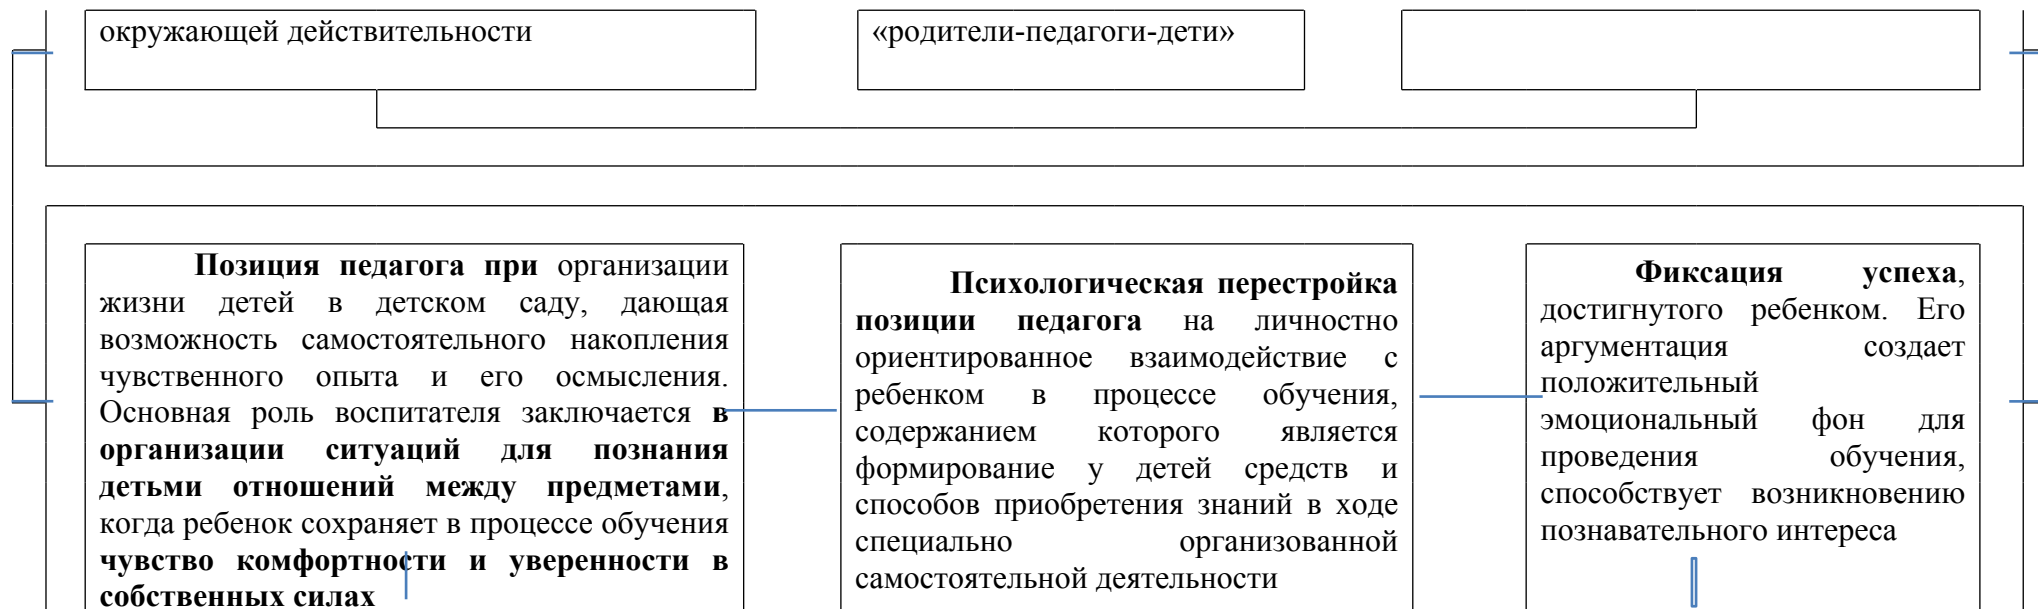 окружающей действительности
«родители-педагоги-дети»
Позиция педагога при организации
жизни детей в детском саду, дающая
возможность самостоятельного накопления
чувственного опыта и его осмысления.
Основная роль воспитателя заключается в
организации ситуаций для познания
детьми отношений между предметами,
когда ребенок сохраняет в процессе обучения
чувство комфортности и уверенности в
собственных силах
Психологическая перестройка
позиции педагога на личностно
ориентированное взаимодействие с
ребенком в процессе обучения,
содержанием которого является
формирование у детей средств и
способов приобретения знаний в ходе
специально организованной
самостоятельной деятельности
Фиксация успеха,
достигнутого ребенком. Его
аргументация создает
положительный
эмоциональный фон для
проведения обучения,
способствует возникновению
познавательного интереса